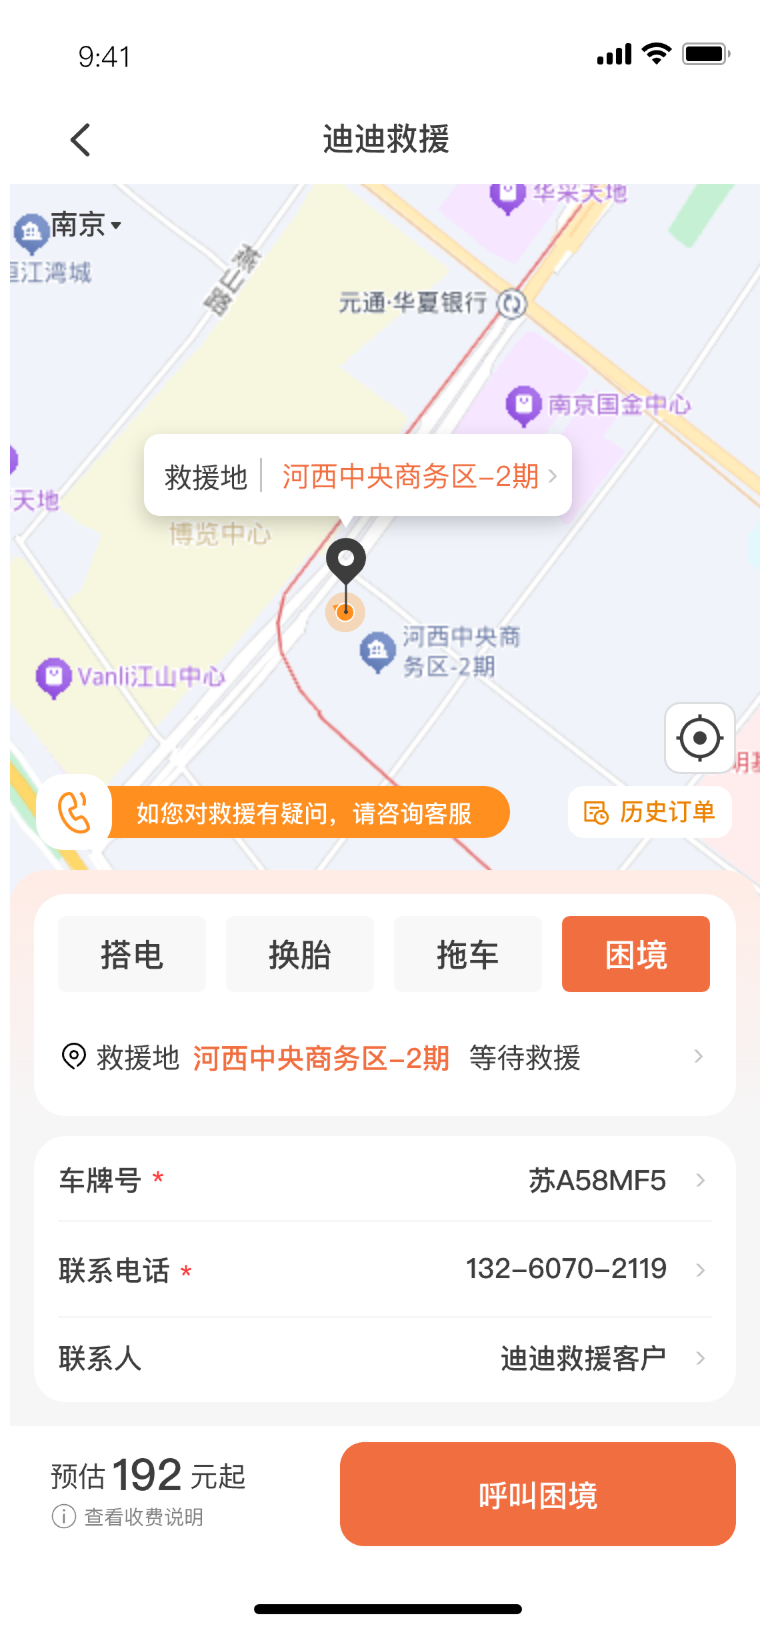 9:41
迪迪救援
华采天地
南京
江湾城
燕山路
元通·华夏银行
南京国金中心
救援地 河西中央商务区-2期
天地
博览中心
河西中央商
务区-2期
Vanli江山中心
如您对救援有疑问，请咨询客服
历史订单
搭电 换胎 拖车 困境
救援地 河西中央商务区-2期 等待救援
车牌号 * 苏A58MF5
联系电话 * 132-6070-2119
联系人 迪迪救援客户
预估 192 元起
查看收费说明
呼叫困境